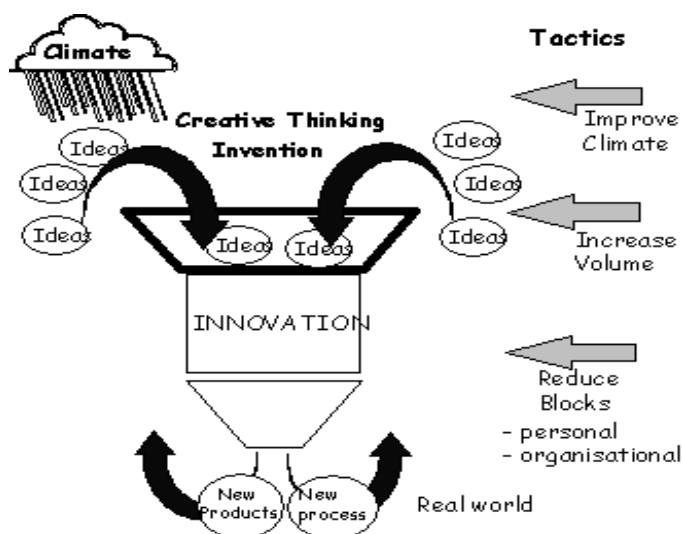 Climate
Tactics
Creative Thinking
Invention
Improve
Climate
Ideas
Ideas
Ideas
Ideas
Ideas
Ideas
Ideas
Ideas
Increase
Volume
INNOVATION
Reduce
Blocks
- personal
- organisational
New
Products
New
process
Real world